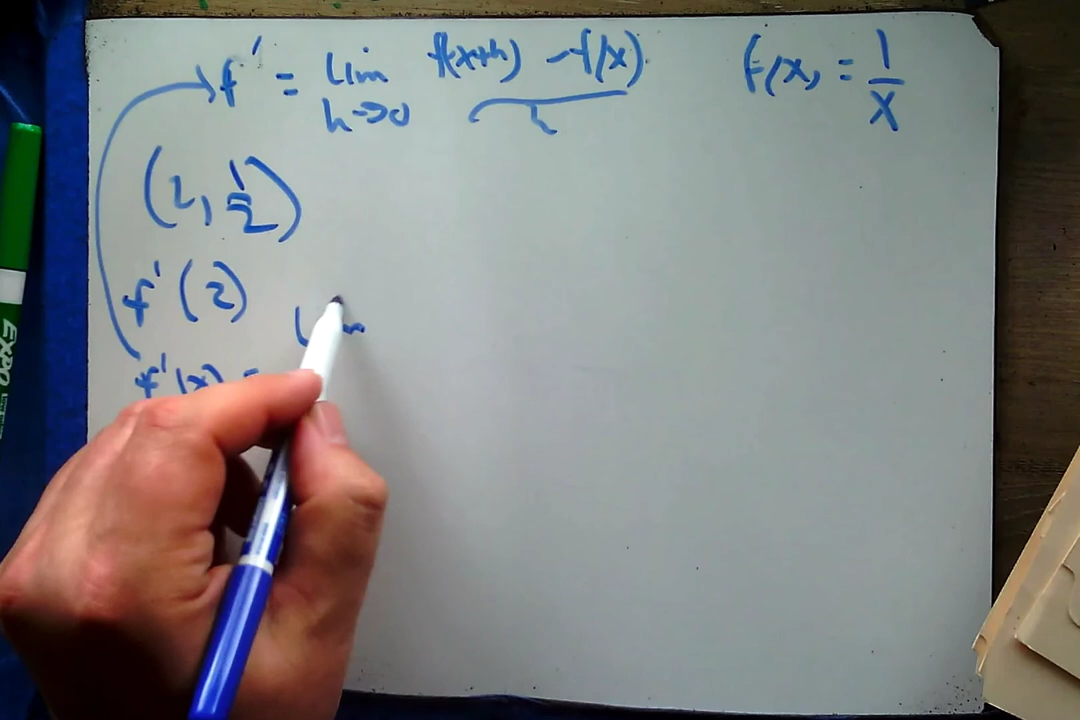 f' = lim f(x+h) - f(x) f(x) = 1
h→0 h x
(2, 1/2)
f'(2)
lim
f'(x) =
EXPO